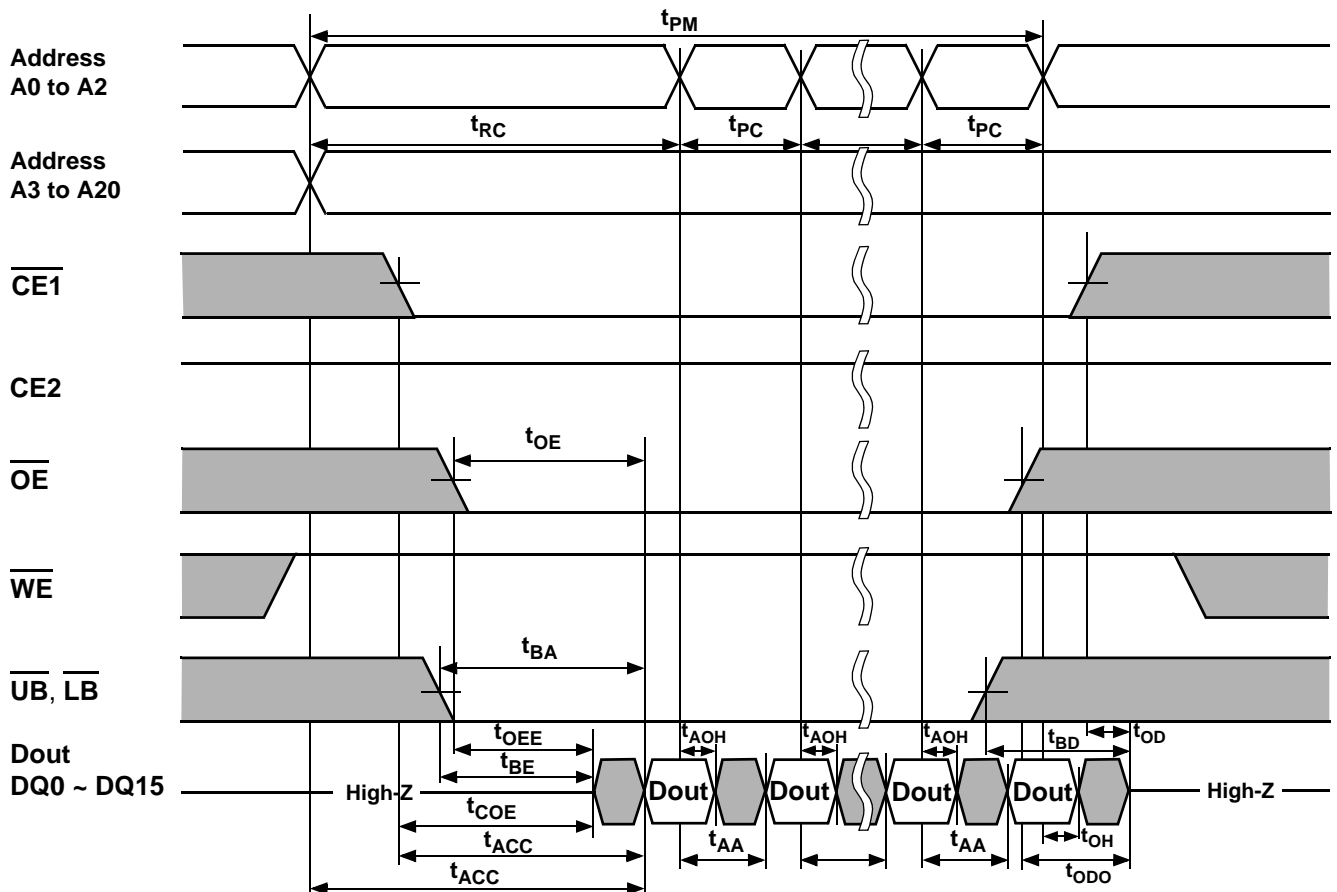 tPM
Address
A0 to A2
tRC
tPC
tPC
Address
A3 to A20
CE1
CE2
tOE
OE
WE
tBA
UB, LB
tOEE
tAOH
tAOH
tAOH
tBD
tOD
Dout
DQ0 ~ DQ15
tBE
High-Z
Dout
Dout
Dout
Dout
High-Z
tCOE
tOH
tACC
tAA
tAA
tODO
tACC